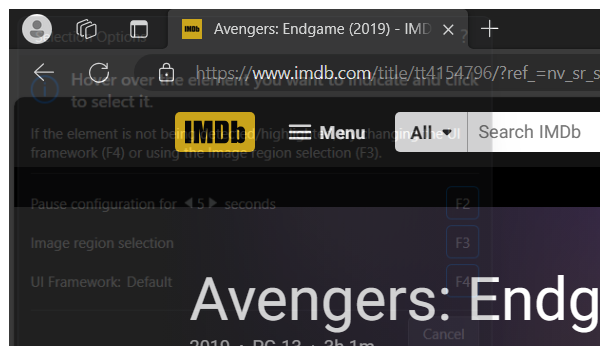 IMDb Avengers: Endgame (2019) - IMD
Selection Options ?
https://www.imdb.com/title/tt4154796/?ref_=nv_sr_s
Hover over the element you want to indicate and click
to select it.
IMDb Menu All Search IMDb
If the element is not being detected/highlighted try changing the UI
framework (F4) or using the image region selection (F3).
Pause configuration for 5 seconds F2
Image region selection F3
UI Framework: Default F4
Avengers: Endg
2019 · PG-13 · 3h 1m
Cancel